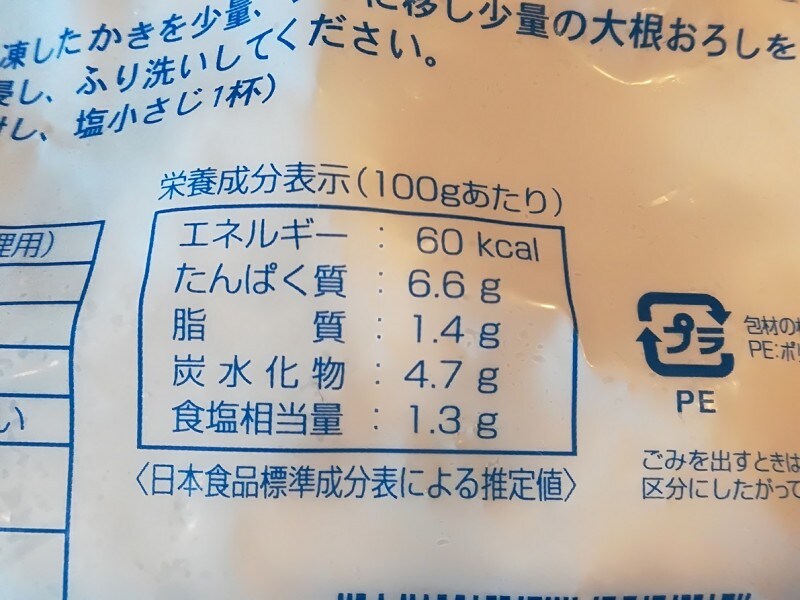 凍したかきを少量、
に移し少量の大根おろしを
浸し、ふり洗いしてください。
し、塩小さじ1杯）
栄養成分表示（100gあたり）
エネルギー ： 60 kcal
たんぱく質 ： 6.6 g
脂 質 ： 1.4 g
炭水化物 ： 4.7 g
食塩相当量 ： 1.3 g
〈日本食品標準成分表による推定値〉
理用）
い
プラ
PE
包材の
PE:ポリ
ごみを出すときは
区分にしたがって